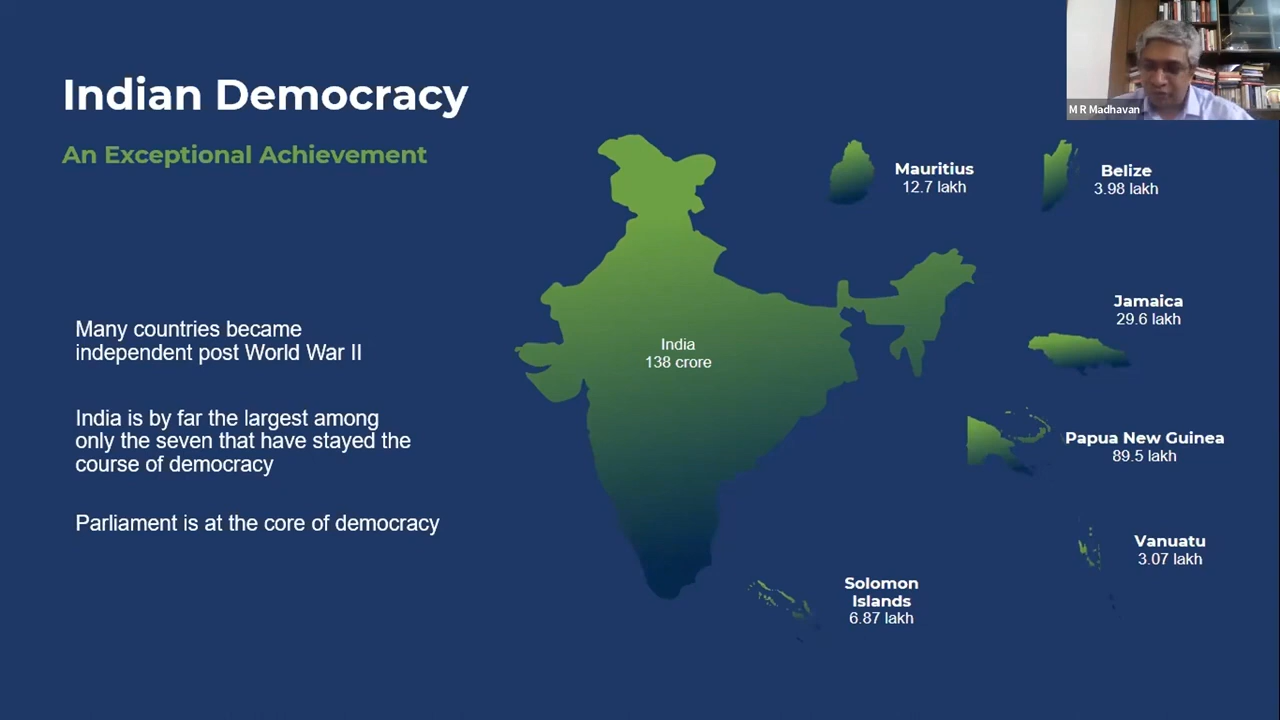 Indian Democracy
An Exceptional Achievement
Many countries became
independent post World War II
India is by far the largest among
only the seven that have stayed the
course of democracy
Parliament is at the core of democracy
India
138 crore
Mauritius
12.7 lakh
Belize
3.98 lakh
Jamaica
29.6 lakh
Papua New Guinea
89.5 lakh
Vanuatu
3.07 lakh
Solomon
Islands
6.87 lakh
M R Madhavan